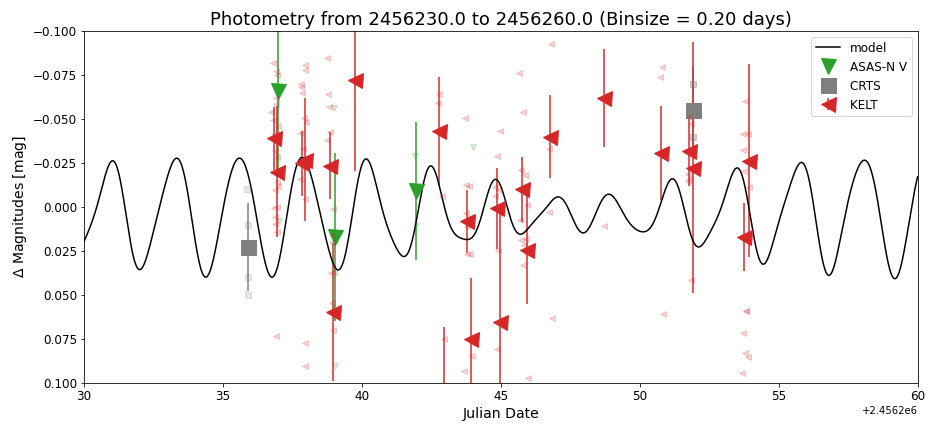 Photometry from 2456230.0 to 2456260.0 (Binsize = 0.20 days)
Δ Magnitudes [mag]
−0.100
−0.075
−0.050
−0.025
0.000
0.025
0.050
0.075
0.100
model
ASAS-N V
CRTS
KELT
30
35
40
45
50
55
60
+2.4562e6
Julian Date